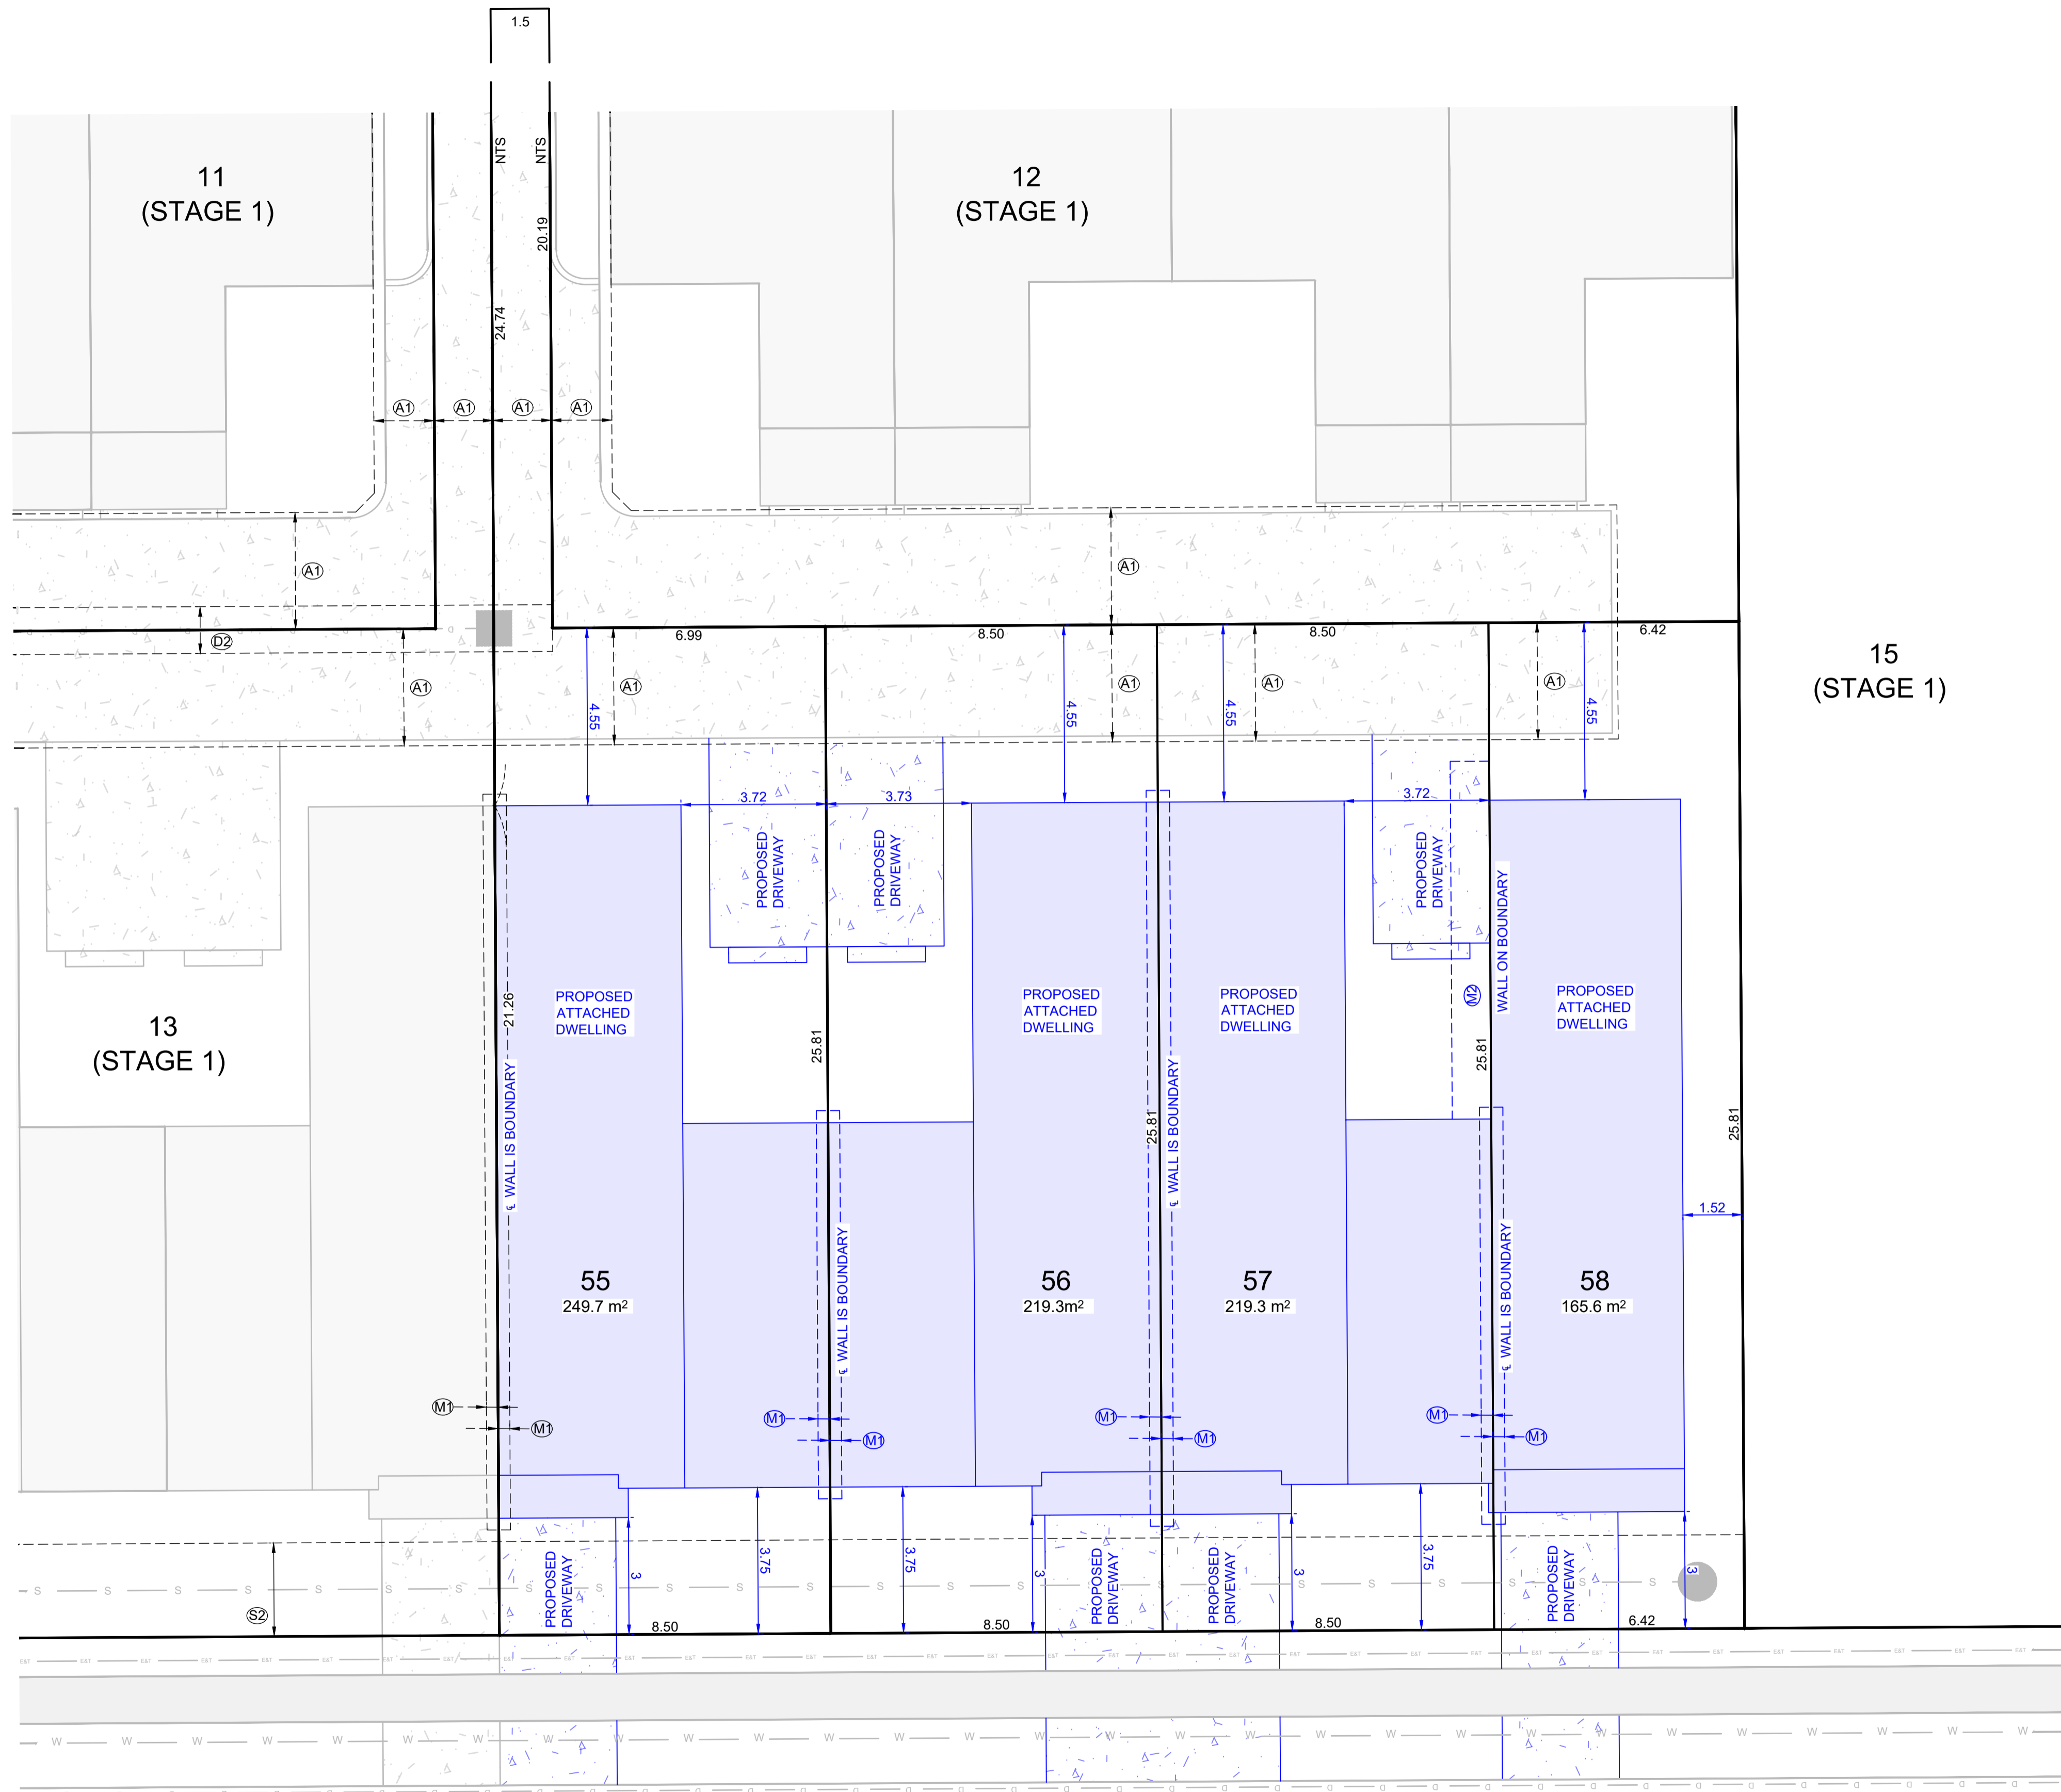 1.5
NTS
NTS
11
(STAGE 1)
12
(STAGE 1)
20.19
24.74
A1
A1
A1
A1
A1
A1
D2
6.99
8.50
8.50
6.42
15
(STAGE 1)
A1
A1
A1
A1
A1
4.55
4.55
4.55
4.55
3.72
3.73
3.72
PROPOSED
DRIVEWAY
PROPOSED
DRIVEWAY
PROPOSED
DRIVEWAY
WALL ON BOUNDARY
M2
PROPOSED
ATTACHED
DWELLING
PROPOSED
ATTACHED
DWELLING
PROPOSED
ATTACHED
DWELLING
PROPOSED
ATTACHED
DWELLING
13
(STAGE 1)
21.26
25.81
25.81
25.81
25.81
℄ WALL IS BOUNDARY
℄ WALL IS BOUNDARY
℄ WALL IS BOUNDARY
℄ WALL IS BOUNDARY
1.52
55
249.7 m²
56
219.3m²
57
219.3 m²
58
165.6 m²
M1
M1
M1
M1
M1
M1
M1
M1
PROPOSED
DRIVEWAY
PROPOSED
DRIVEWAY
PROPOSED
DRIVEWAY
PROPOSED
DRIVEWAY
3
3.75
3.75
3
3
3.75
3
S2
S S S S S S S S S S S S S S S S S S S S S S S S
8.50
8.50
8.50
6.42
E&T E&T E&T E&T E&T E&T E&T E&T E&T E&T E&T E&T E&T E&T E&T E&T E&T E&T E&T E&T E&T E&T E&T E&T E&T E&T E&T E&T E&T E&T E&T E&T E&T E&T
W W W W W W W W W W W W W W W W W W W W W W W W W W W W W